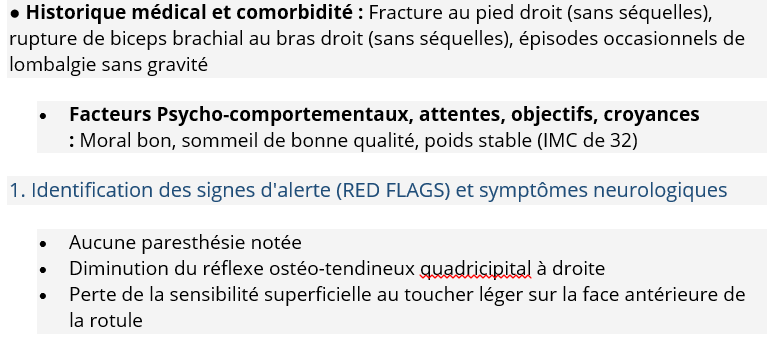 ● Historique médical et comorbidité : Fracture au pied droit (sans séquelles),
rupture de biceps brachial au bras droit (sans séquelles), épisodes occasionnels de
lombalgie sans gravité
• Facteurs Psycho-comportementaux, attentes, objectifs, croyances
: Moral bon, sommeil de bonne qualité, poids stable (IMC de 32)
1. Identification des signes d'alerte (RED FLAGS) et symptômes neurologiques
• Aucune paresthésie notée
• Diminution du réflexe ostéo-tendineux quadricipital à droite
• Perte de la sensibilité superficielle au toucher léger sur la face antérieure de
la rotule